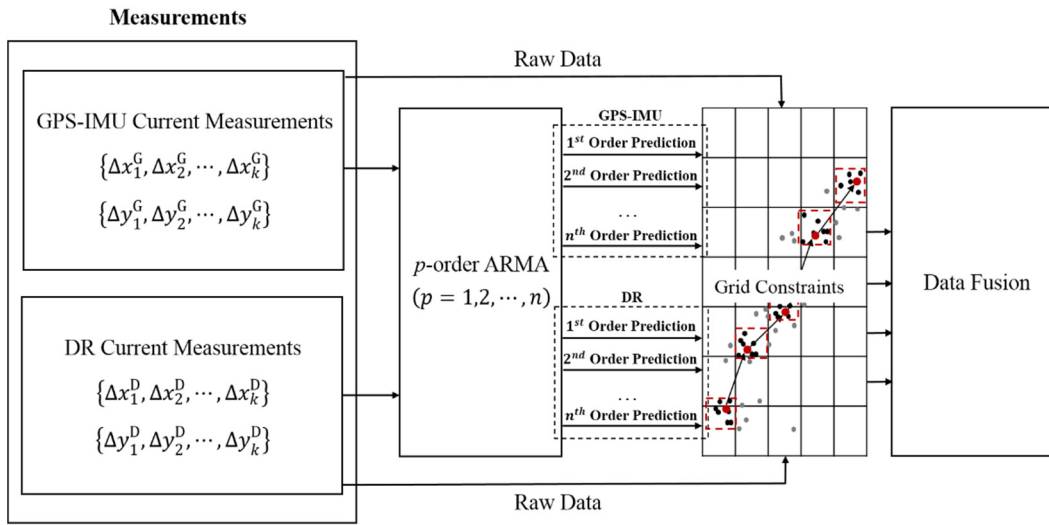 Measurements
Raw Data
GPS-IMU Current Measurements
{Δx₁ᴳ, Δx₂ᴳ, ⋯, Δxₖᴳ}
{Δy₁ᴳ, Δy₂ᴳ, ⋯, Δyₖᴳ}
DR Current Measurements
{Δx₁ᴰ, Δx₂ᴰ, ⋯, Δxₖᴰ}
{Δy₁ᴰ, Δy₂ᴰ, ⋯, Δyₖᴰ}
p-order ARMA
(p = 1,2, ⋯, n)
GPS-IMU
1ˢᵗ Order Prediction
2ⁿᵈ Order Prediction
...
nᵗʰ Order Prediction
DR
1ˢᵗ Order Prediction
2ⁿᵈ Order Prediction
...
nᵗʰ Order Prediction
Grid Constraints
Data Fusion
Raw Data